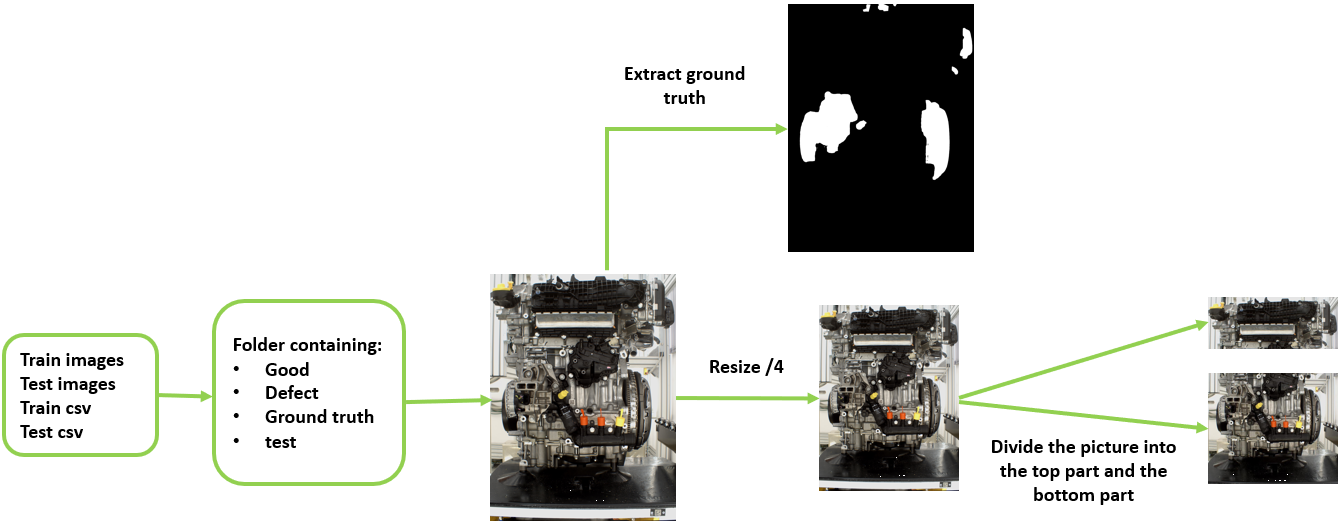 Extract ground
truth
Train images
Test images
Train csv
Test csv
Folder containing:
• Good
• Defect
• Ground truth
• test
Resize /4
Divide the picture into
the top part and the
bottom part